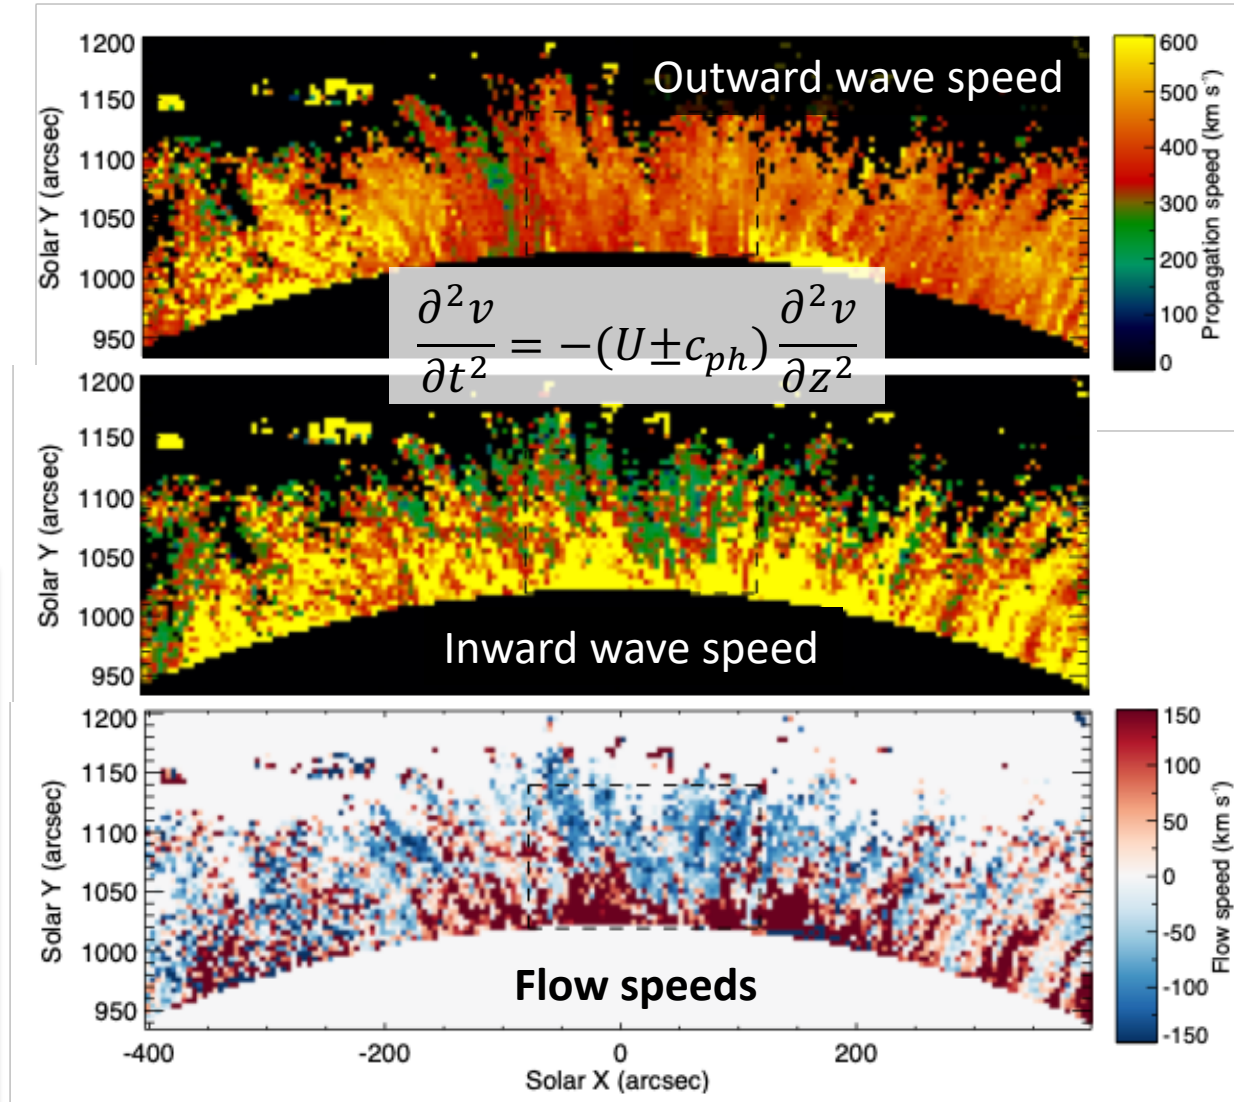 1200
1150
1100
1050
1000
950
Solar Y (arcsec)
Outward wave speed
600
500
400
300
200
100
0
Propagation speed (km s⁻¹)
∂²v/∂t² = −(U±c_ph) ∂²v/∂z²
1200
1150
1100
1050
1000
950
Solar Y (arcsec)
Inward wave speed
1200
1150
1100
1050
1000
950
Solar Y (arcsec)
Flow speeds
150
100
50
0
-50
-100
-150
Flow speed (km s⁻¹)
-400 -200 0 200
Solar X (arcsec)